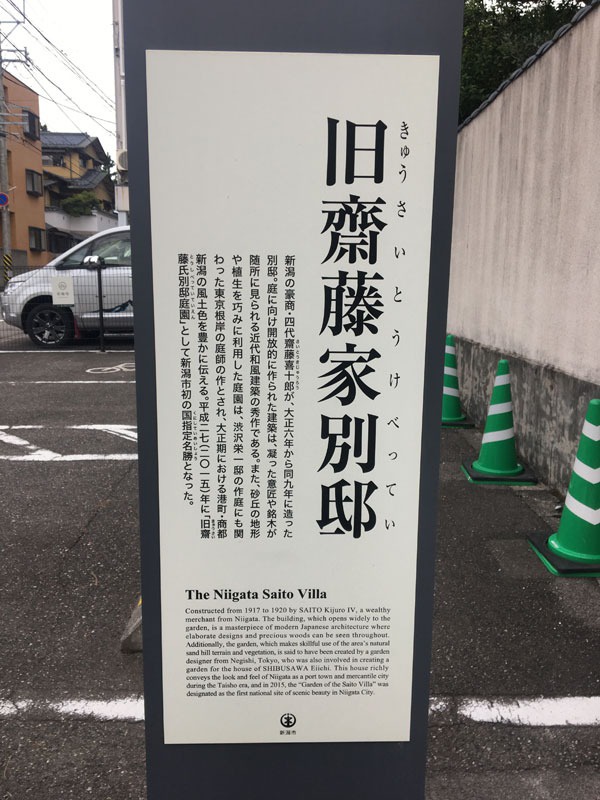 きゅうさいとうけべってい
旧齋藤家別邸
新潟の豪商・四代齋藤喜十郎が、大正六年から同九年に造った
別邸。庭に向け開放的に作られた建築は、凝った意匠や銘木が
随所に見られる近代和風建築の秀作である。また、砂丘の地形
や植生を巧みに利用した庭園は、渋沢栄一邸の作庭にも関
わった東京根岸の庭師の作とされ、大正期における港町・商都
新潟の風土色を豊かに伝える。平成二七(二〇一五)年に「旧齋
藤氏別邸庭園」として新潟市初の国指定名勝となった。
The Niigata Saito Villa
Constructed from 1917 to 1920 by SAITO Kijuro IV, a wealthy
merchant from Niigata. The building, which opens widely to the
garden, is a masterpiece of modern Japanese architecture where
elaborate designs and precious woods can be seen throughout.
Additionally, the garden, which makes skillful use of the area's natural
sand hill terrain and vegetation, is said to have been created by a garden
designer from Negishi, Tokyo, who was also involved in creating a
garden for the house of SHIBUSAWA Eiichi. This house richly
conveys the look and feel of Niigata as a port town and mercantile city
during the Taisho era, and in 2015, the "Garden of the Saito Villa" was
designated as the first national site of scenic beauty in Niigata City.
新潟市